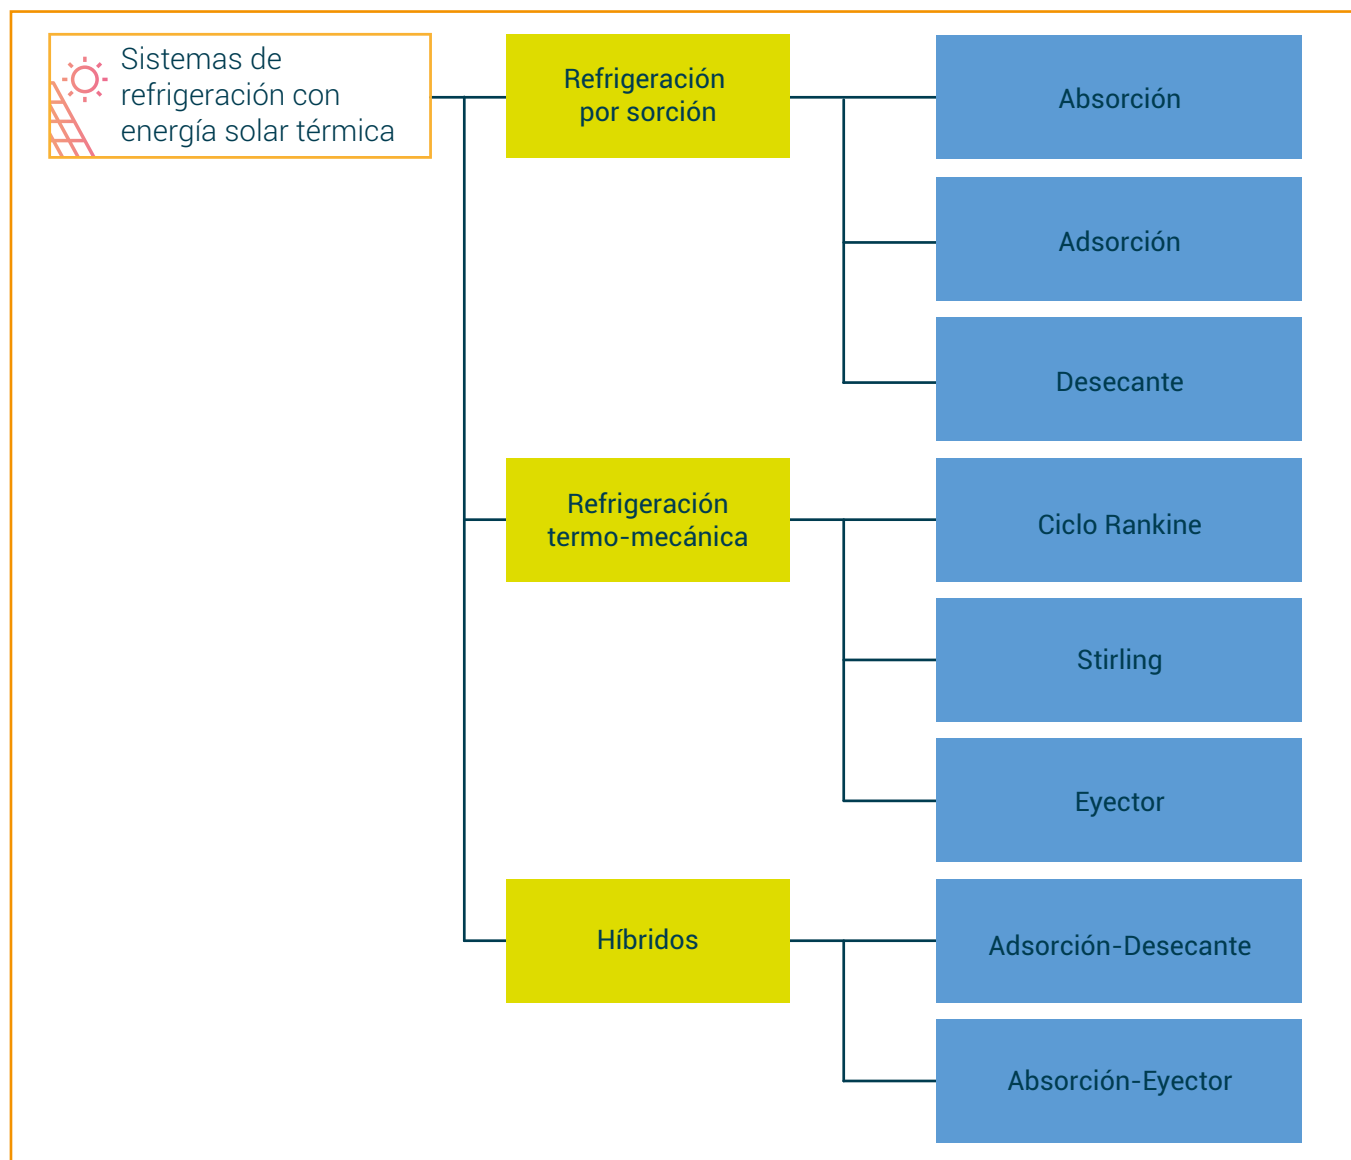 Sistemas de
refrigeración con
energía solar térmica
Refrigeración
por sorción
Absorción
Adsorción
Desecante
Refrigeración
termo-mecánica
Ciclo Rankine
Stirling
Eyector
Híbridos
Adsorción-Desecante
Absorción-Eyector